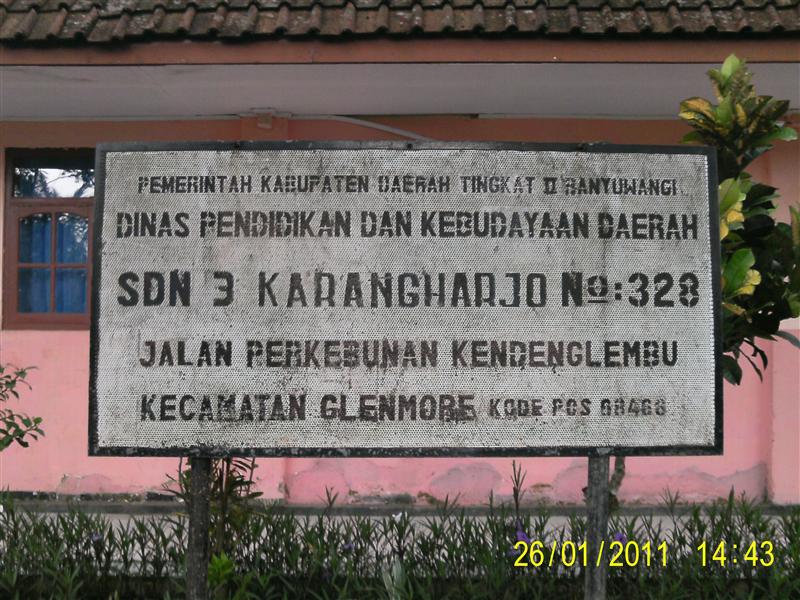 PEMERINTAH KABUPATEN DAERAH TINGKAT II BANYUWANGI
DINAS PENDIDIKAN DAN KEBUDAYAAN DAERAH
SDN 3 KARANGHARJO No:328
JALAN PERKEBUNAN KENDENGLEMBU
KECAMATAN GLENMORE KODE POS 68466
26/01/2011 14:43